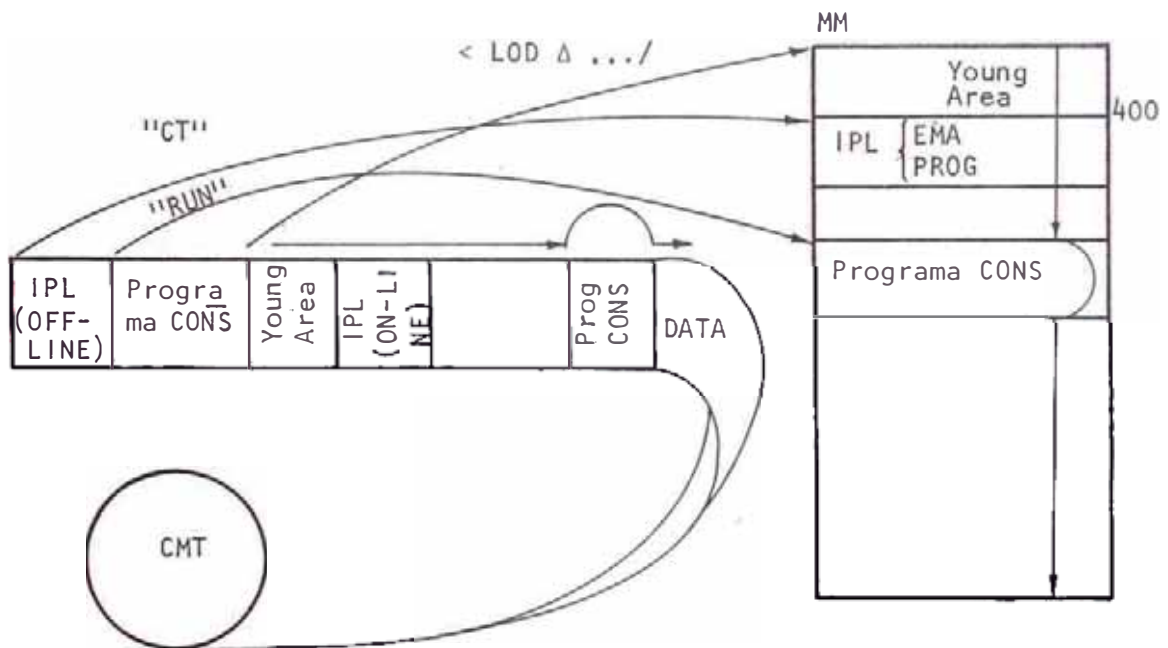 MM
< LOD Δ .../
Young
Area
400
"CT"
IPL { EMA
PROG
"RUN"
IPL
(OFF-
LINE)
Progra
ma CONS
Young
Area
IPL
(ON-LI
NE)
Prog
CONS
DATA
Programa CONS
CMT